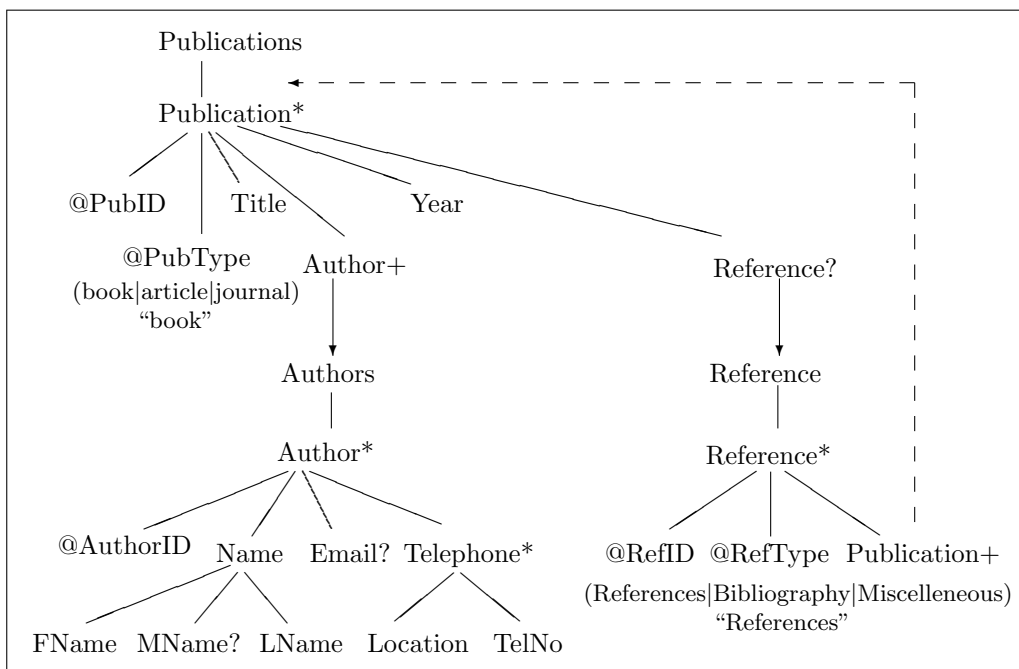 Publications
Publication*
@PubID
Title
Year
@PubType
Author+
Reference?
(book|article|journal)
“book”
Authors
Reference
Author*
Reference*
@AuthorID
Name
Email?
Telephone*
@RefID
@RefType
Publication+
(References|Bibliography|Miscelleneous)
“References”
FName
MName?
LName
Location
TelNo